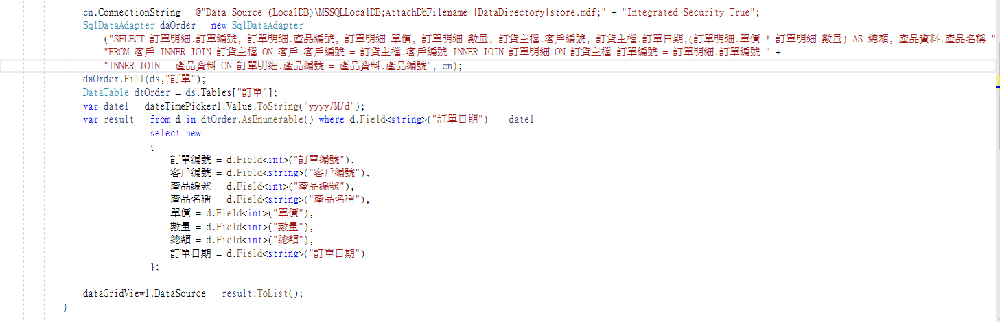 cn.ConnectionString = @"Data Source=(LocalDB)\MSSQLLocalDB;AttachDbFilename=|DataDirectory|store.mdf;" + "Integrated Security=True";
SqlDataAdapter daOrder = new SqlDataAdapter
("SELECT 訂單明細.訂單編號, 訂單明細.產品編號, 訂單明細.單價, 訂單明細.數量, 訂貨主檔.客戶編號, 訂貨主檔.訂單日期,(訂單明細.單價 * 訂單明細.數量) AS 總額, 產品資料.產品名稱 "
"FROM 客戶 INNER JOIN 訂貨主檔 ON 客戶.客戶編號 = 訂貨主檔.客戶編號 INNER JOIN 訂單明細 ON 訂貨主檔.訂單編號 = 訂單明細.訂單編號 " +
"INNER JOIN   產品資料 ON 訂單明細.產品編號 = 產品資料.產品編號", cn);
daOrder.Fill(ds,"訂單");
DataTable dtOrder = ds.Tables["訂單"];
var date1 = dateTimePicker1.Value.ToString("yyyy/M/d");
var result = from d in dtOrder.AsEnumerable() where d.Field<string>("訂單日期") == date1
select new
{
訂單編號 = d.Field<int>("訂單編號"),
客戶編號 = d.Field<string>("客戶編號"),
產品編號 = d.Field<int>("產品編號"),
產品名稱 = d.Field<string>("產品名稱"),
單價 = d.Field<int>("單價"),
數量 = d.Field<int>("數量"),
總額 = d.Field<int>("總額"),
訂單日期 = d.Field<string>("訂單日期")
};
dataGridView1.DataSource = result.ToList();
}